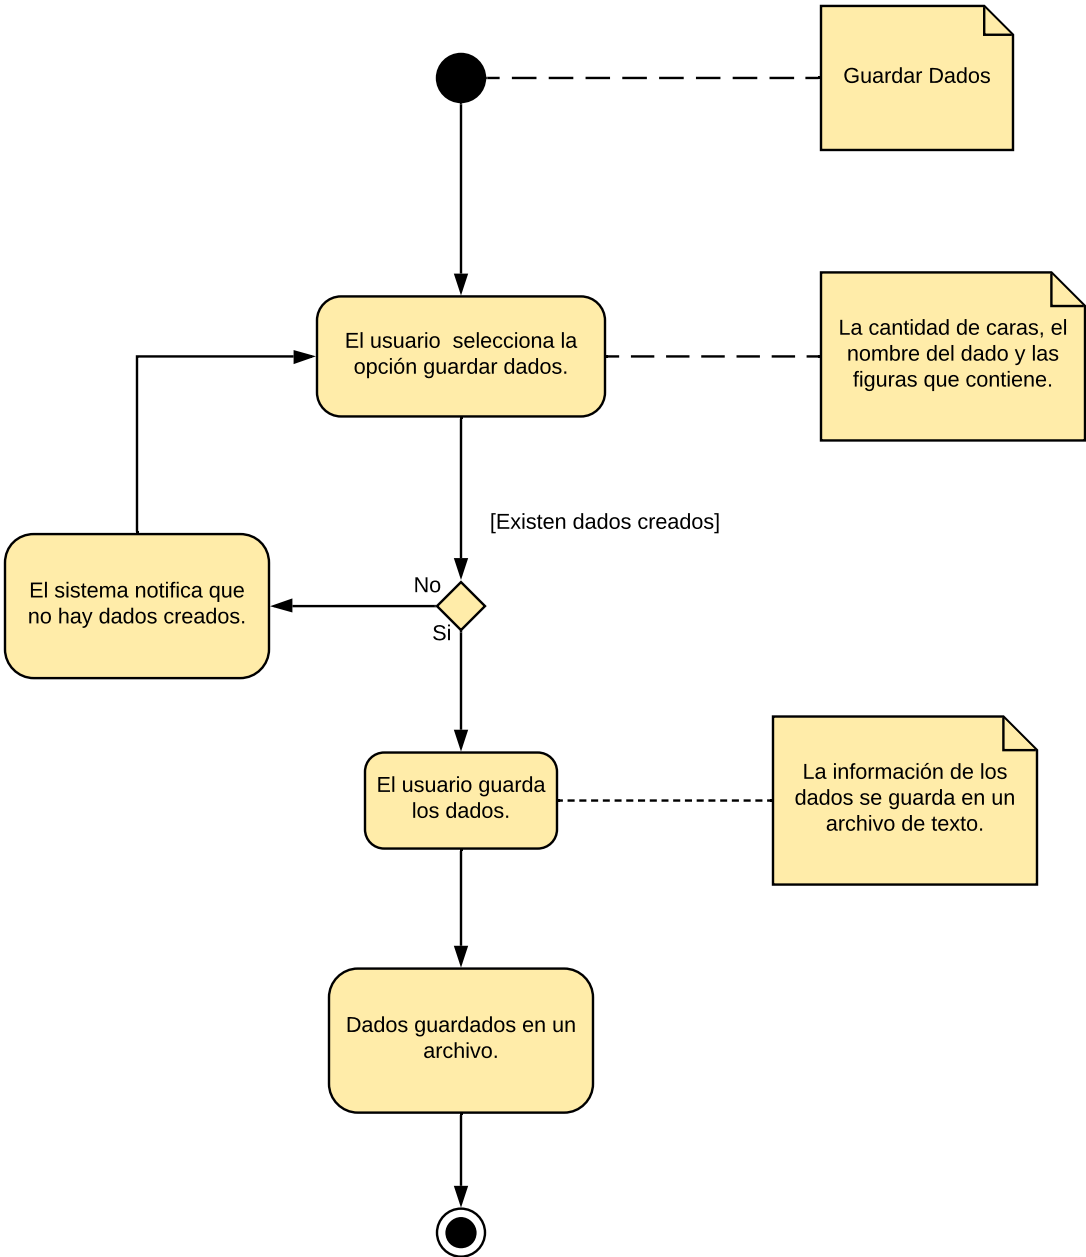 Guardar Dados
El usuario  selecciona la
opción guardar dados.
La cantidad de caras, el
nombre del dado y las
figuras que contiene.
[Existen dados creados]
No
Si
El sistema notifica que
no hay dados creados.
El usuario guarda
los dados.
La información de los
dados se guarda en un
archivo de texto.
Dados guardados en un
archivo.